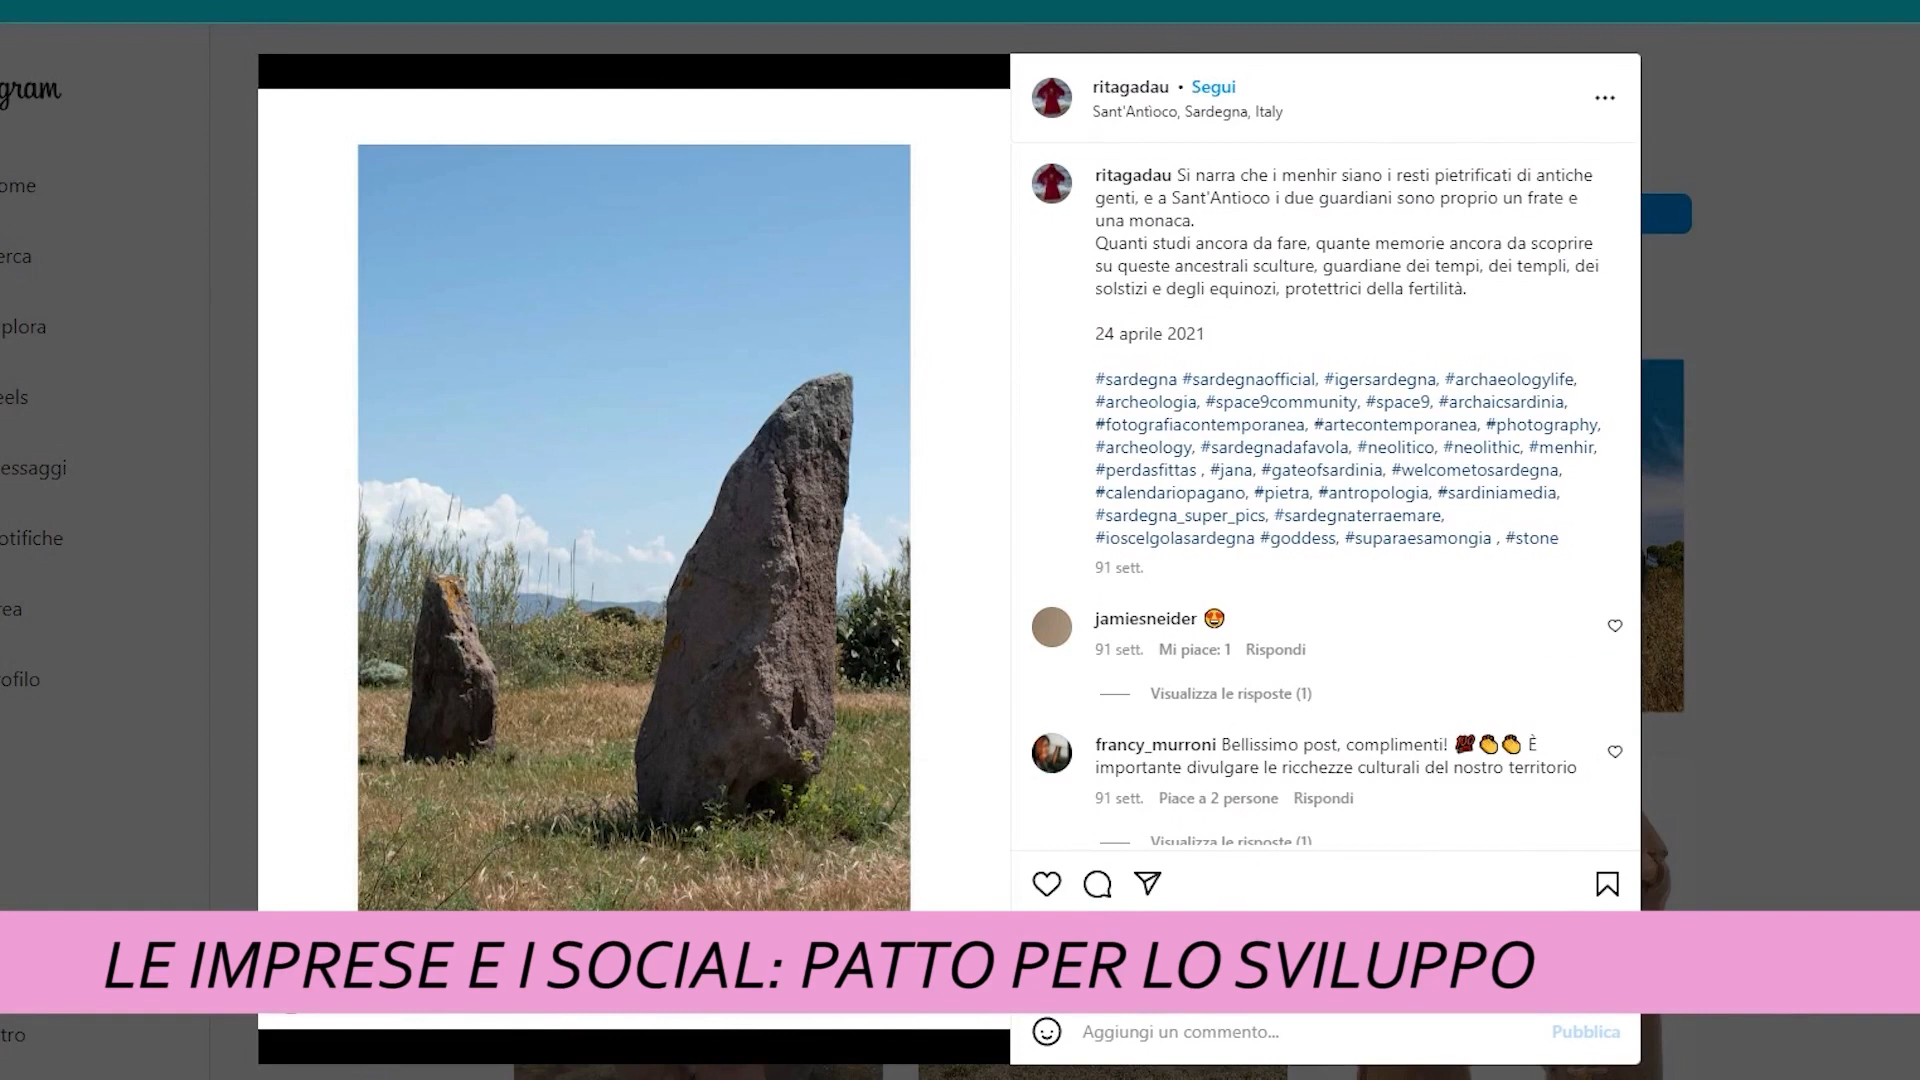 gram
ome
erca
plora
eels
essaggi
otifiche
rea
ofilo
tro
ritagadau • Segui
Sant'Antioco, Sardegna, Italy
ritagadau Si narra che i menhir siano i resti pietrificati di antiche
genti, e a Sant'Antioco i due guardiani sono proprio un frate e
una monaca.
Quanti studi ancora da fare, quante memorie ancora da scoprire
su queste ancestrali sculture, guardiane dei tempi, dei templi, dei
solstizi e degli equinozi, protettrici della fertilità.
24 aprile 2021
#sardegna #sardegnaofficial, #igersardegna, #archaeologylife,
#archeologia, #space9community, #space9, #archaicsardinia,
#fotografiacontemporanea, #artecontemporanea, #photography,
#archeology, #sardegnadafavola, #neolitico, #neolithic, #menhir,
#perdasfittas , #jana, #gateofsardinia, #welcometosardegna,
#calendariopagano, #pietra, #antropologia, #sardiniamedia,
#sardegna_super_pics, #sardegnaterraemare,
#ioscelgolasardegna #goddess, #suparaesamongia , #stone
91 sett.
jamiesneider 🤩
91 sett. Mi piace: 1 Rispondi
Visualizza le risposte (1)
francy_murroni Bellissimo post, complimenti! 💯👏👏 È
importante divulgare le ricchezze culturali del nostro territorio
91 sett. Piace a 2 persone Rispondi
Visualizza le risposte (1)
LE IMPRESE E I SOCIAL: PATTO PER LO SVILUPPO
Aggiungi un commento... Pubblica